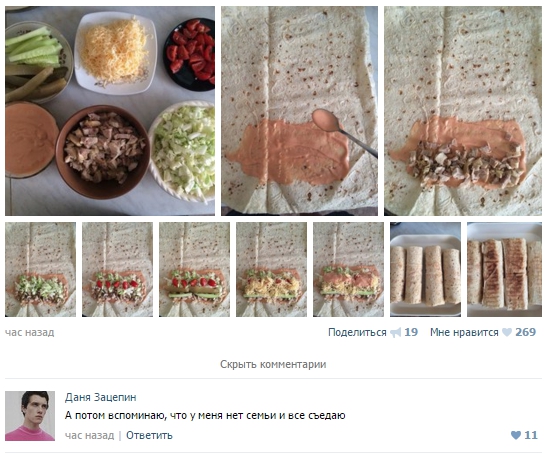 час назад
Поделиться 19 Мне нравится 269
Скрыть комментарии
Даня Зацепин
А потом вспоминаю, что у меня нет семьи и все съедаю
час назад | Ответить 11